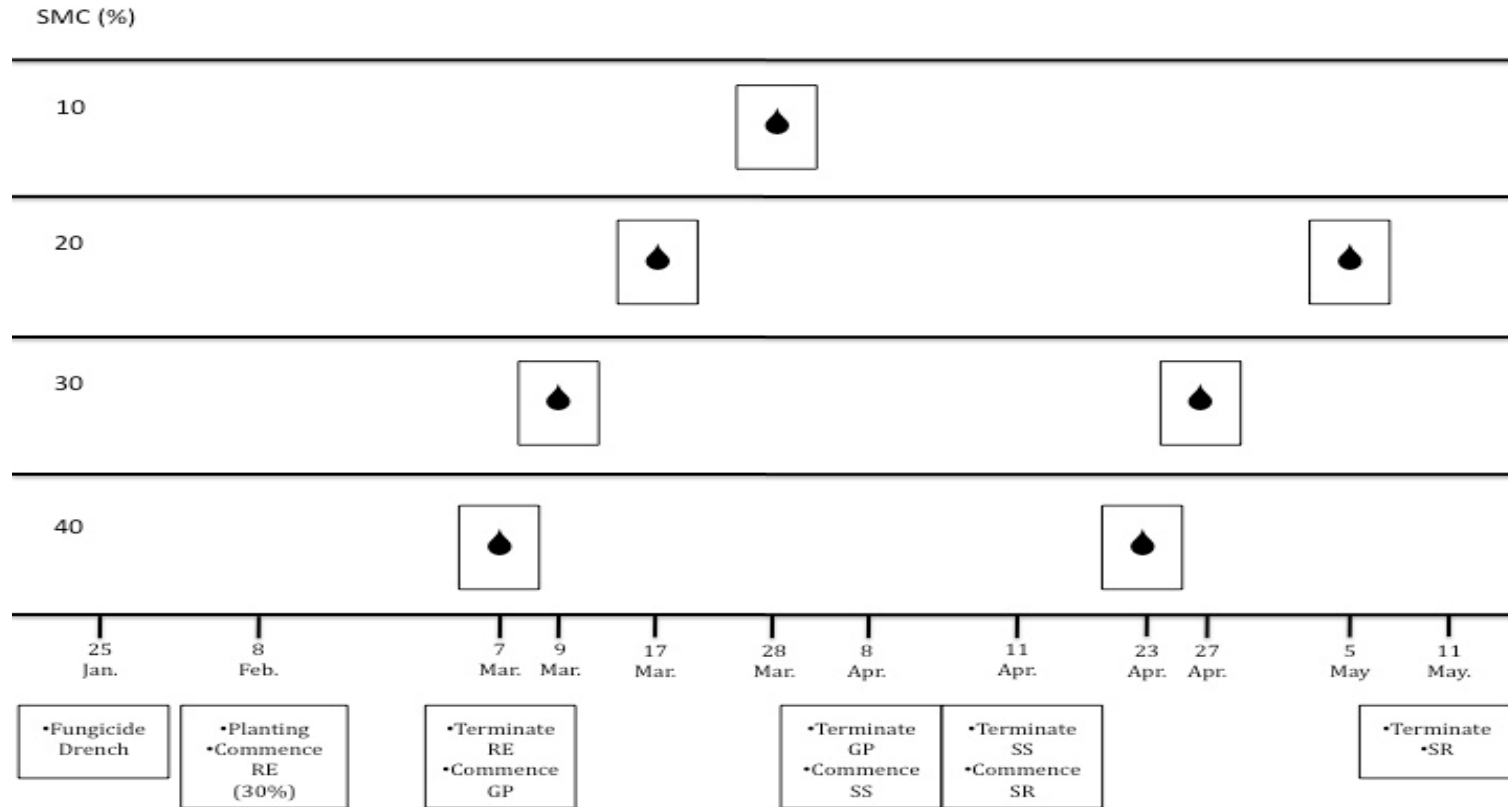 SMC (%)
10
20
30
40
25
Jan.
8
Feb.
7
Mar.
9
Mar.
17
Mar.
28
Mar.
8
Apr.
11
Apr.
23
Apr.
27
Apr.
5
May
11
May.
•Fungicide
Drench
•Planting
•Commence
RE
(30%)
•Terminate
RE
•Commence
GP
•Terminate
GP
•Commence
SS
•Terminate
SS
•Commence
SR
•Terminate
•SR